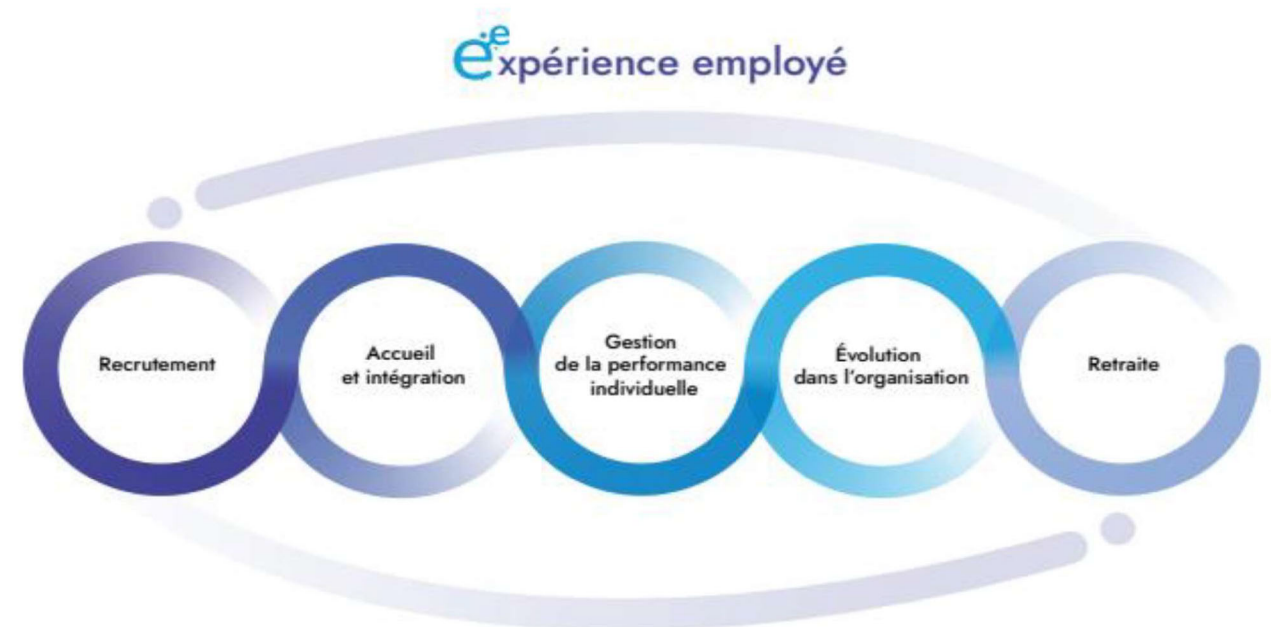 expérience employé
Recrutement
Accueil
et intégration
Gestion
de la performance
individuelle
Évolution
dans l'organisation
Retraite